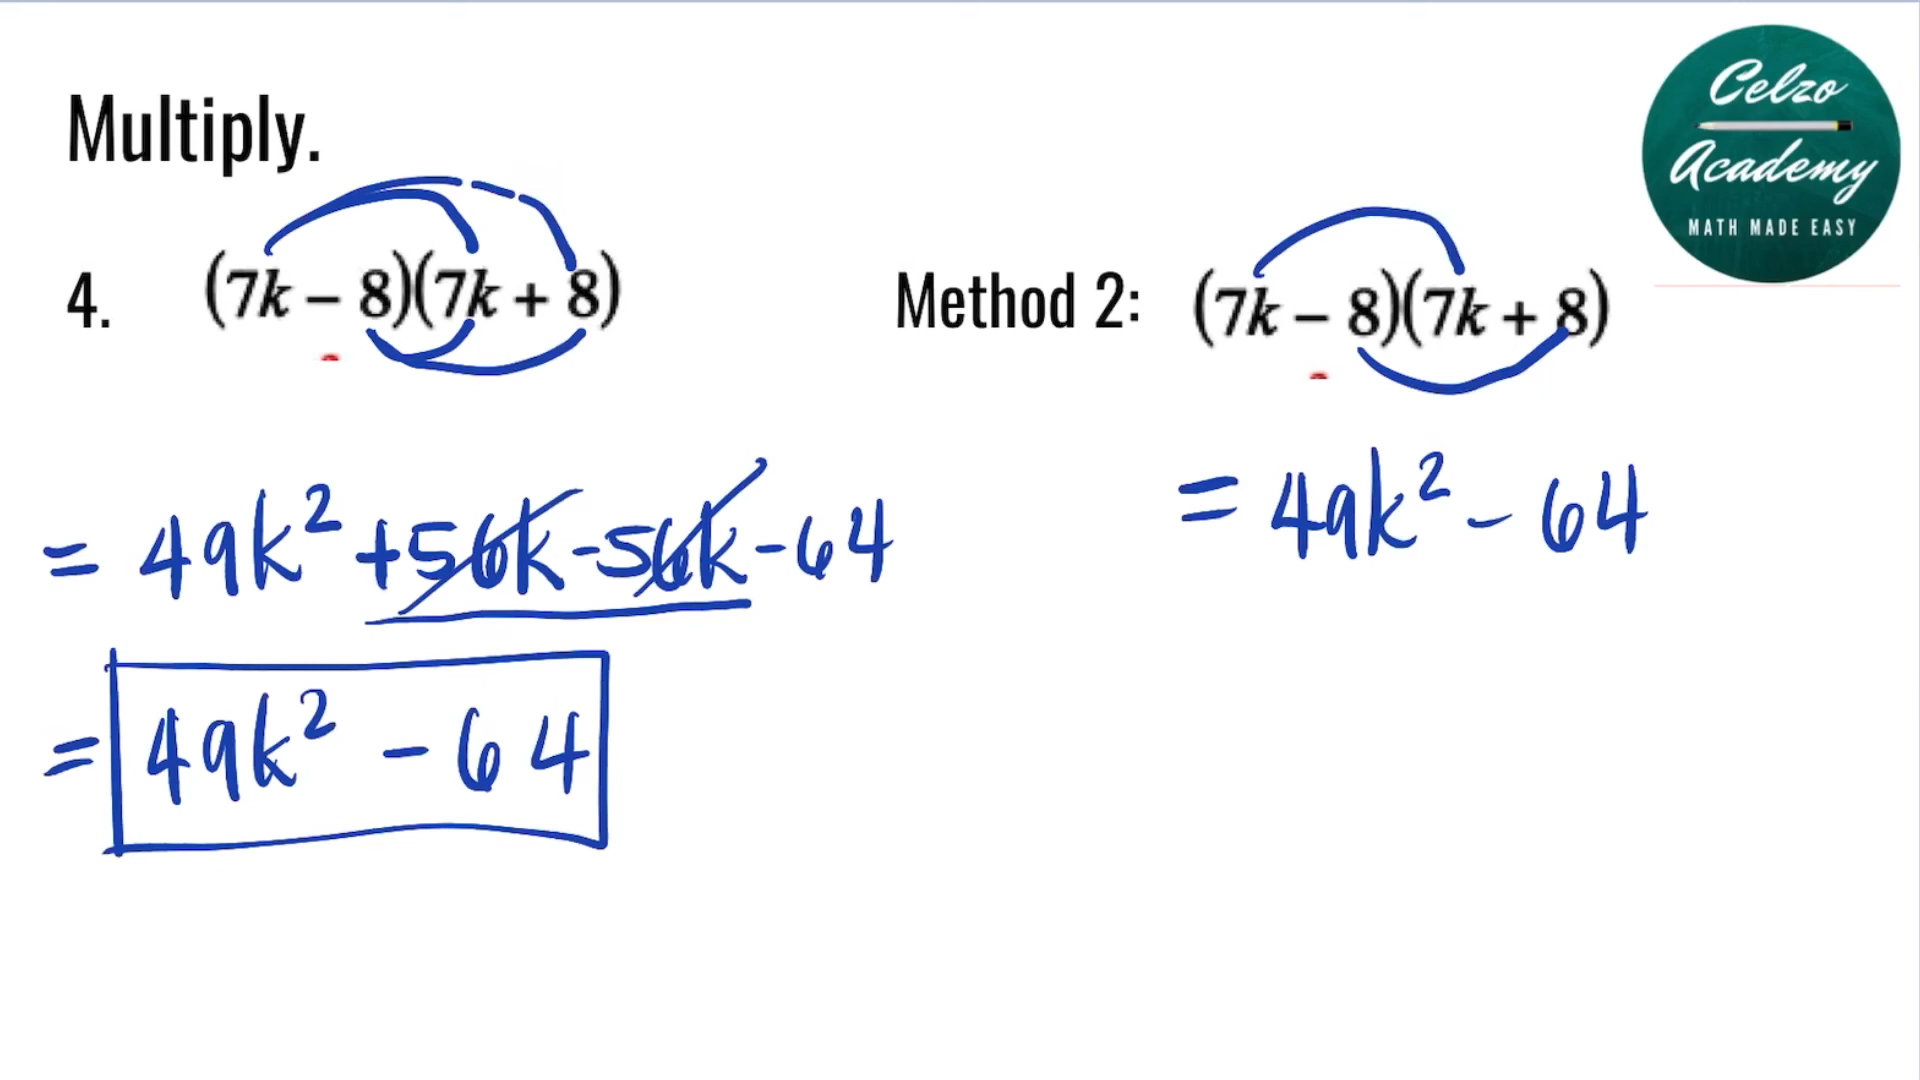 Multiply.
4. (7k – 8)(7k + 8)
= 49k² +56k -56k -64
= 49k² - 64
Method 2: (7k – 8)(7k + 8)
= 49k² - 64
Celzo
Academy
MATH MADE EASY